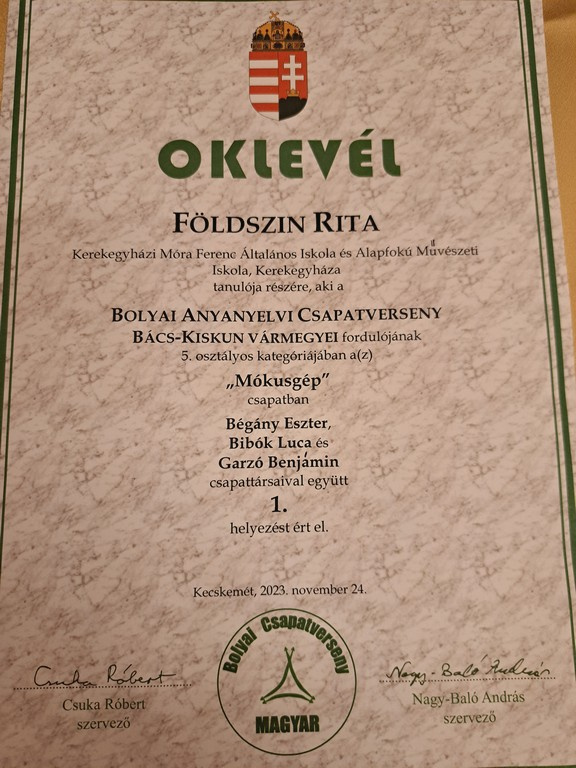 OKLEVÉL
FÖLDSZIN RITA
Kerekegyházi Móra Ferenc Általános Iskola és Alapfokú Művészeti
Iskola, Kerekegyháza
tanulója részére, aki a
BOLYAI ANYANYELVI CSAPATVERSENY
BÁCS-KISKUN VÁRMEGYEI fordulójának
5. osztályos kategóriájában a(z)
„Mókusgép”
csapatban
Bégány Eszter,
Bibók Luca és
Garzó Benjámin
csapattársaival együtt
1.
helyezést ért el.
Kecskemét, 2023. november 24.
Bolyai Csapatverseny
MAGYAR
Csuka Róbert
Csuka Róbert
szervező
Nagy-Baló András
Nagy-Baló András
szervező